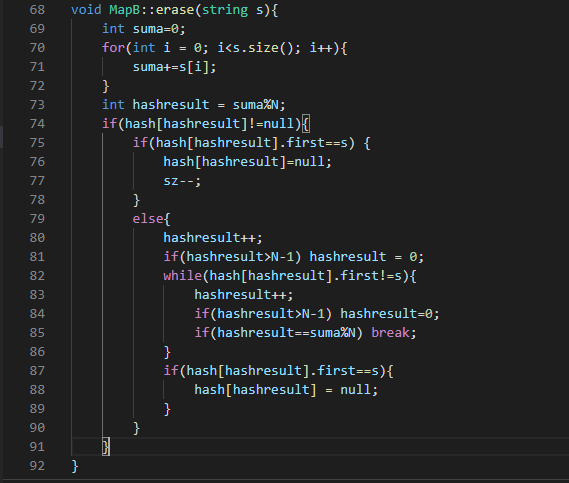 68 void MapB::erase(string s){
69     int suma=0;
70     for(int i = 0; i<s.size(); i++){
71         suma+=s[i];
72     }
73     int hashresult = suma%N;
74     if(hash[hashresult]!=null){
75         if(hash[hashresult].first==s) {
76             hash[hashresult]=null;
77             sz--;
78         }
79         else{
80             hashresult++;
81             if(hashresult>N-1) hashresult = 0;
82             while(hash[hashresult].first!=s){
83                 hashresult++;
84                 if(hashresult>N-1) hashresult=0;
85                 if(hashresult==suma%N) break;
86             }
87             if(hash[hashresult].first==s){
88                 hash[hashresult] = null;
89             }
90         }
91     }
92 }